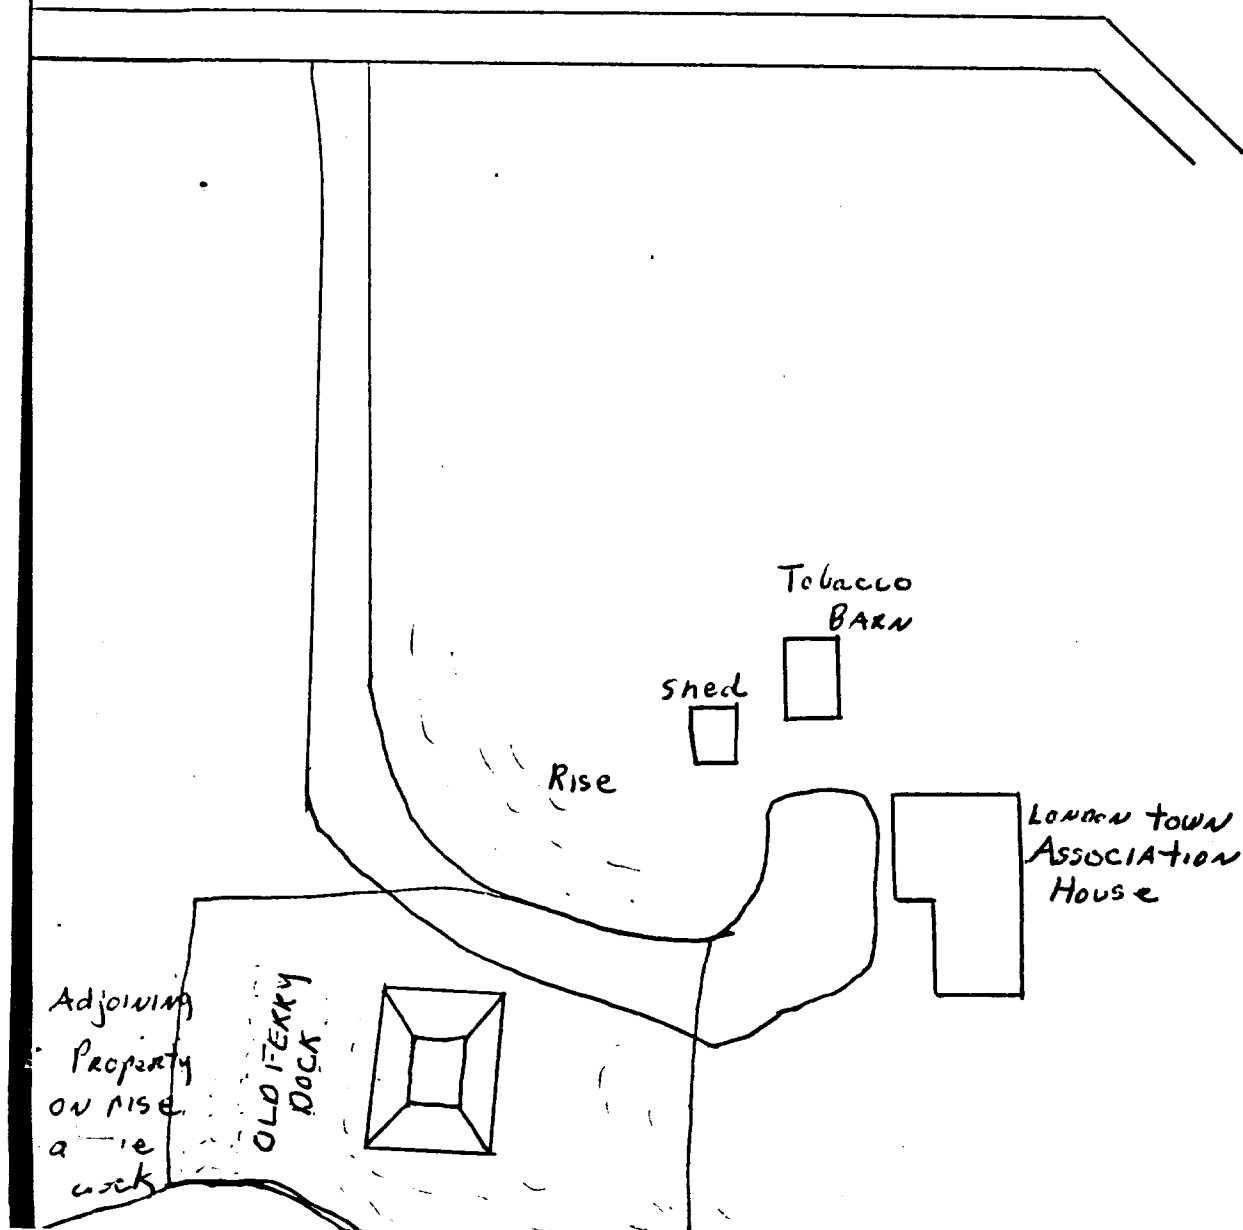 Tobacco
BARN
shed
Rise
LONDON TOWN
ASSOCIATION
House
Adjoining
Property
ON rise
OLD FERRY
DOCK